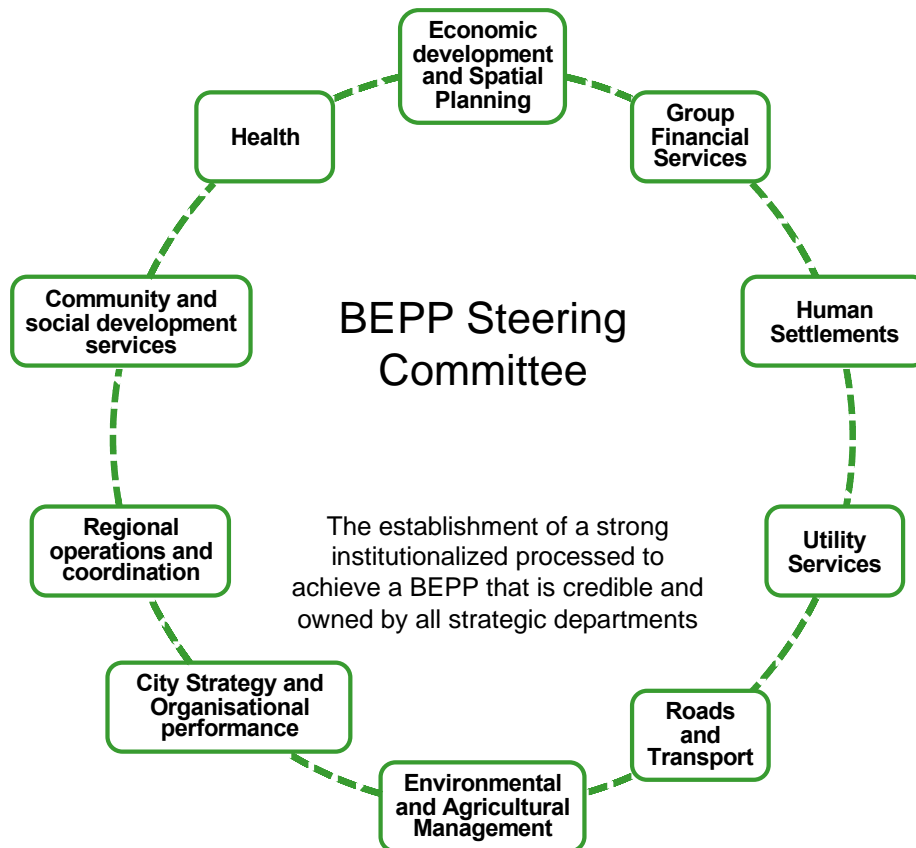 Economic
development
and Spatial
Planning
Group
Financial
Services
Human
Settlements
Utility
Services
Roads
and
Transport
Environmental
and Agricultural
Management
City Strategy and
Organisational
performance
Regional
operations and
coordination
Community and
social development
services
Health
BEPP Steering
Committee
The establishment of a strong
institutionalized processed to
achieve a BEPP that is credible and
owned by all strategic departments